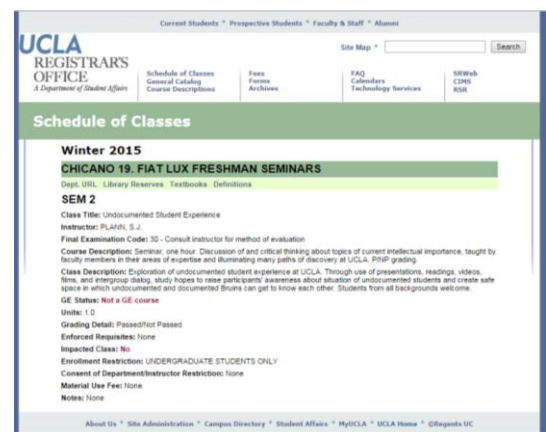 Current Students * Prospective Students * Faculty & Staff * Alumni
UCLA
REGISTRAR'S
OFFICE
A Department of Student Affairs
Site Map *
Search
Schedule of Classes
General Catalog
Course Descriptions
Fees
Forms
Archives
FAQ
Calendars
Technology Services
SRWeb
CIMS
RSR
Schedule of Classes
Winter 2015
CHICANO 19. FIAT LUX FRESHMAN SEMINARS
Dept. URL Library Reserves Textbooks Definitions
SEM 2
Class Title: Undocumented Student Experience
Instructor: PLANN, S.J.
Final Examination Code: 30 - Consult instructor for method of evaluation
Course Description: Seminar, one hour. Discussion of and critical thinking about topics of current intellectual importance, taught by
faculty members in their areas of expertise and illuminating many paths of discovery at UCLA. P/NP grading.
Class Description: Exploration of undocumented student experience at UCLA. Through use of presentations, readings, videos,
films, and intergroup dialog, study hopes to raise participants' awareness about situation of undocumented students and create safe
space in which undocumented and documented Bruins can get to know each other. Students from all backgrounds welcome.
GE Status: Not a GE course
Units: 1.0
Grading Detail: Passed/Not Passed
Enforced Requisites: None
Impacted Class: No
Enrollment Restriction: UNDERGRADUATE STUDENTS ONLY
Consent of Department/Instructor Restriction: None
Material Use Fee: None
Notes: None
About Us * Site Administration * Campus Directory * Student Affairs * MyUCLA * UCLA Home * ©Regents UC